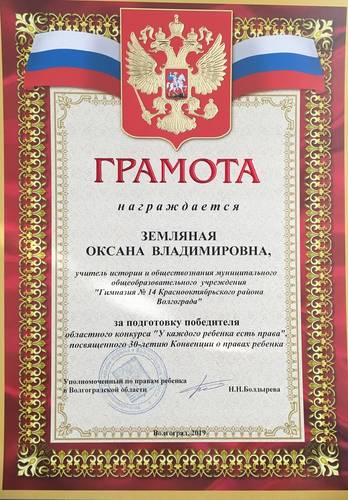 ГРАМОТА
награждается
ЗЕМЛЯНАЯ
ОКСАНА ВЛАДИМИРОВНА,
учитель истории и обществознания муниципального
общеобразовательного учреждения
"Гимназия № 14 Краснооктябрьского района
Волгограда"
за подготовку победителя
областного конкурса "У каждого ребенка есть права",
посвященного 30-летию Конвенции о правах ребенка
Уполномоченный по правам ребенка
в Волгоградской области
Н.Н.Болдырева
Волгоград, 2019